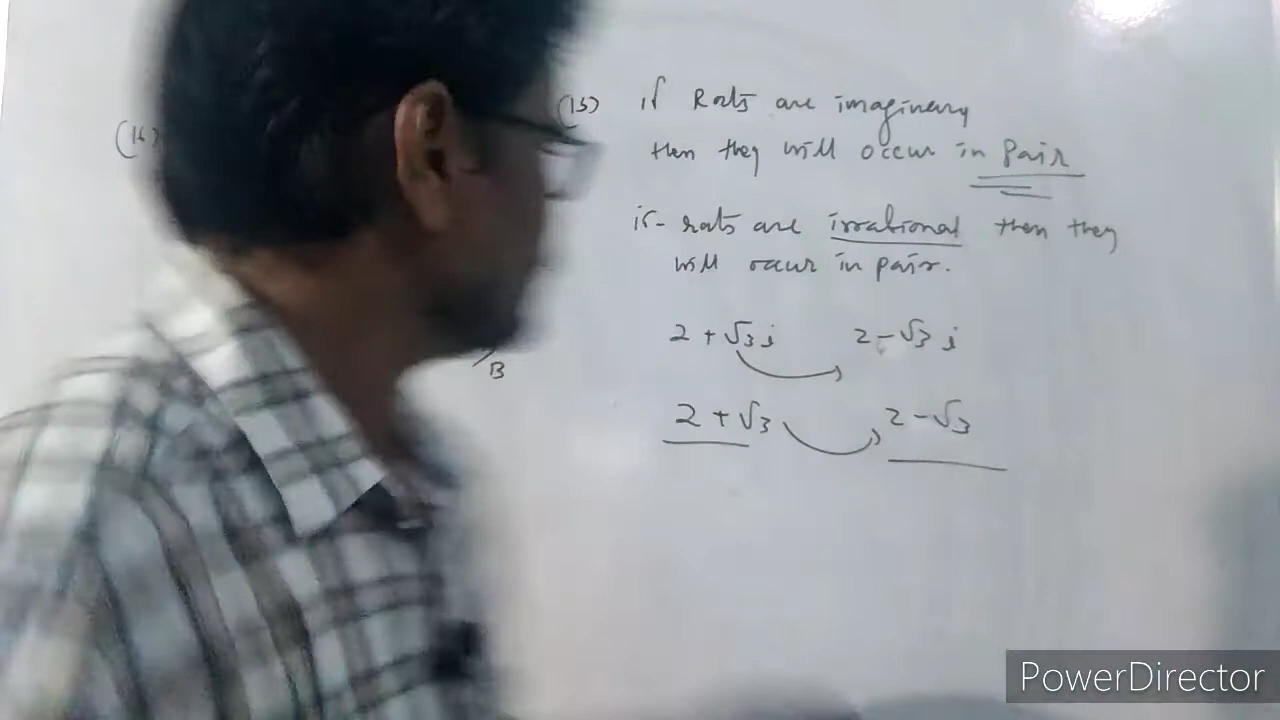 (16)
(15) if Roots are imaginery
then they will occur in pair
if roots are irrational then they
will occur in pair.
2 + √3 i 2 - √3 i
2 + √3 2 - √3
B
PowerDirector